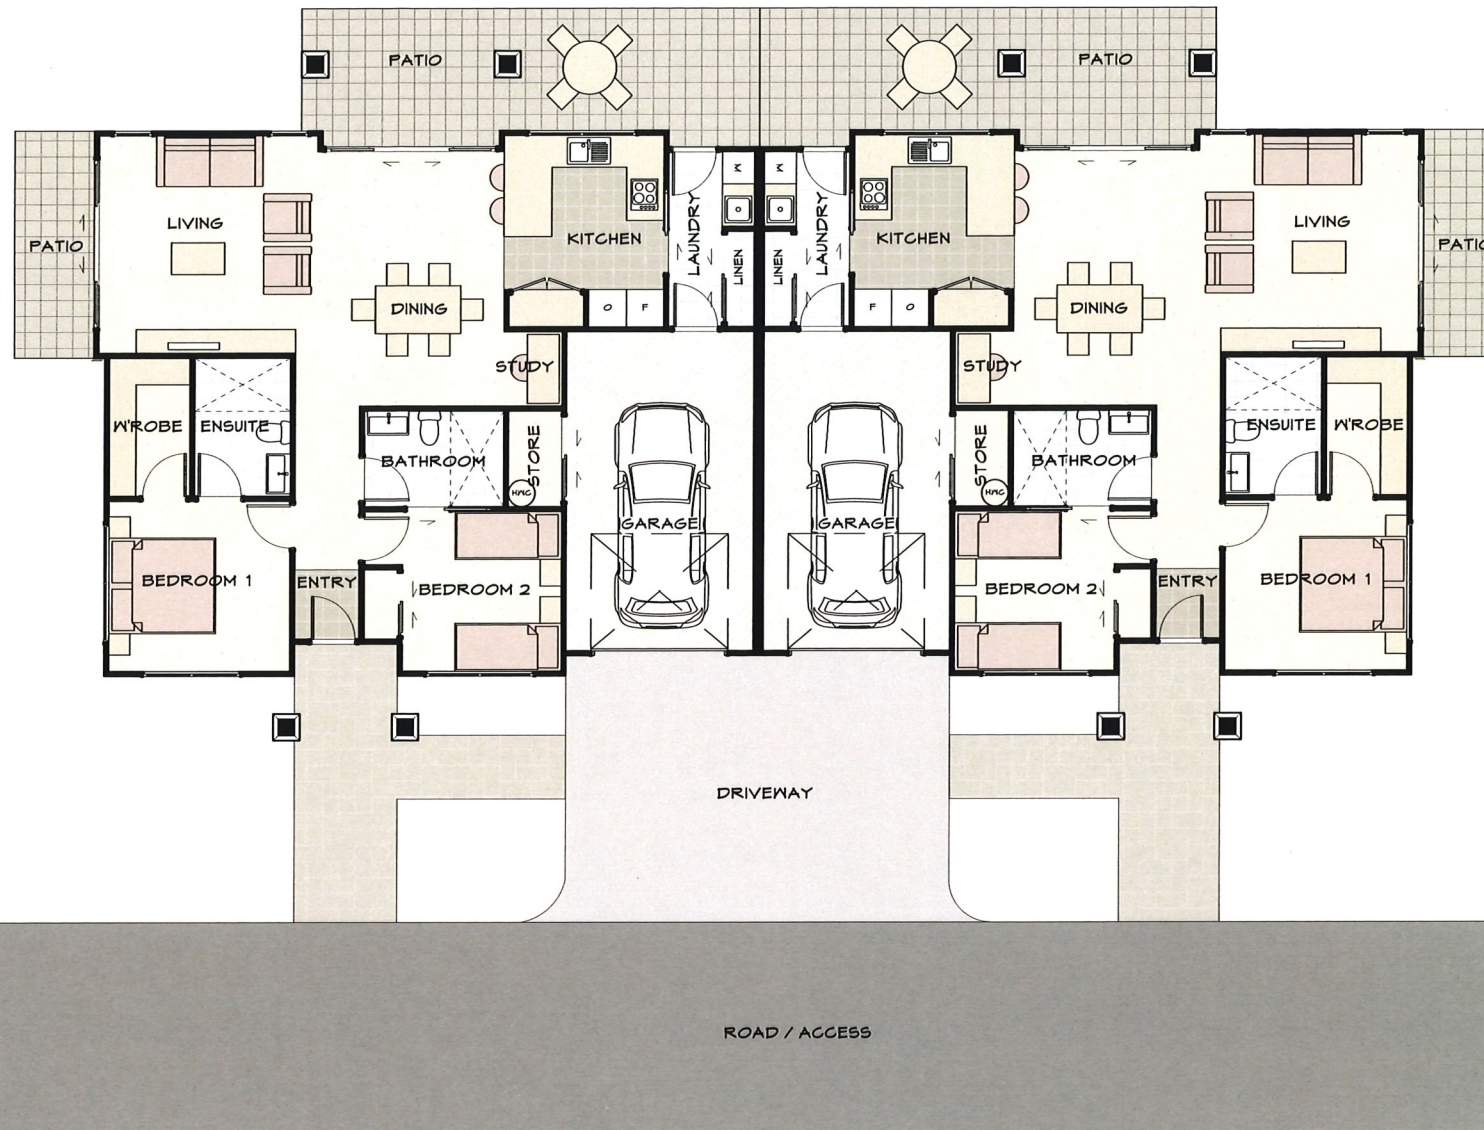 PATIO
PATIO
LIVING
PATIO
KITCHEN
LAUNDRY
W
LINEN
W
LINEN
LAUNDRY
KITCHEN
LIVING
PATIO
DINING
O
F
F
O
DINING
STUDY
STUDY
W'ROBE
ENSUITE
BATHROOM
STORE
HWC
STORE
HWC
BATHROOM
ENSUITE
W'ROBE
GARAGE
GARAGE
BEDROOM 1
ENTRY
BEDROOM 2
BEDROOM 2
ENTRY
BEDROOM 1
DRIVEWAY
ROAD / ACCESS